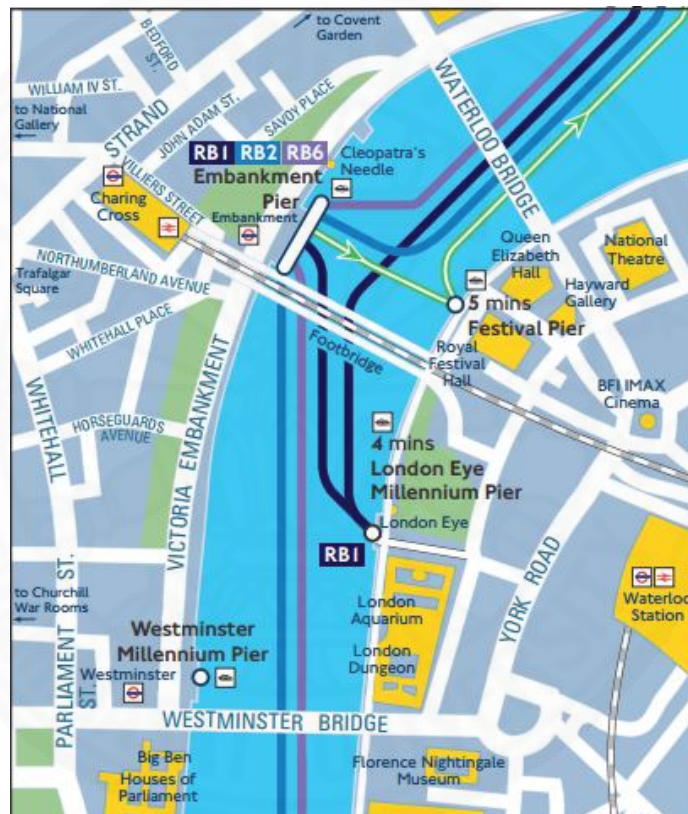 to Covent
Garden
BEDFORD
ST.
WILLIAM IV ST.
to National
Gallery
STRAND
JOHN ADAM ST.
SAVOY PLACE
WATERLOO BRIDGE
RB1 RB2 RB6
Embankment
Pier
Cleopatra's
Needle
VILLIERS STREET
Charing
Cross
Embankment
NORTHUMBERLAND AVENUE
Trafalgar
Square
WHITEHALL PLACE
WHITEHALL
HORSEGUARDS
AVENUE
VICTORIA EMBANKMENT
Footbridge
Queen
Elizabeth
Hall
National
Theatre
Hayward
Gallery
5 mins
Festival Pier
Royal
Festival
Hall
BFI IMAX
Cinema
4 mins
London Eye
Millennium Pier
London Eye
RB1
YORK ROAD
to Churchill
War Rooms
PARLIAMENT ST.
ST.
Westminster
Millennium Pier
Westminster
London
Aquarium
London
Dungeon
Waterloo
Station
WESTMINSTER BRIDGE
Big Ben
Houses of
Parliament
Florence Nightingale
Museum